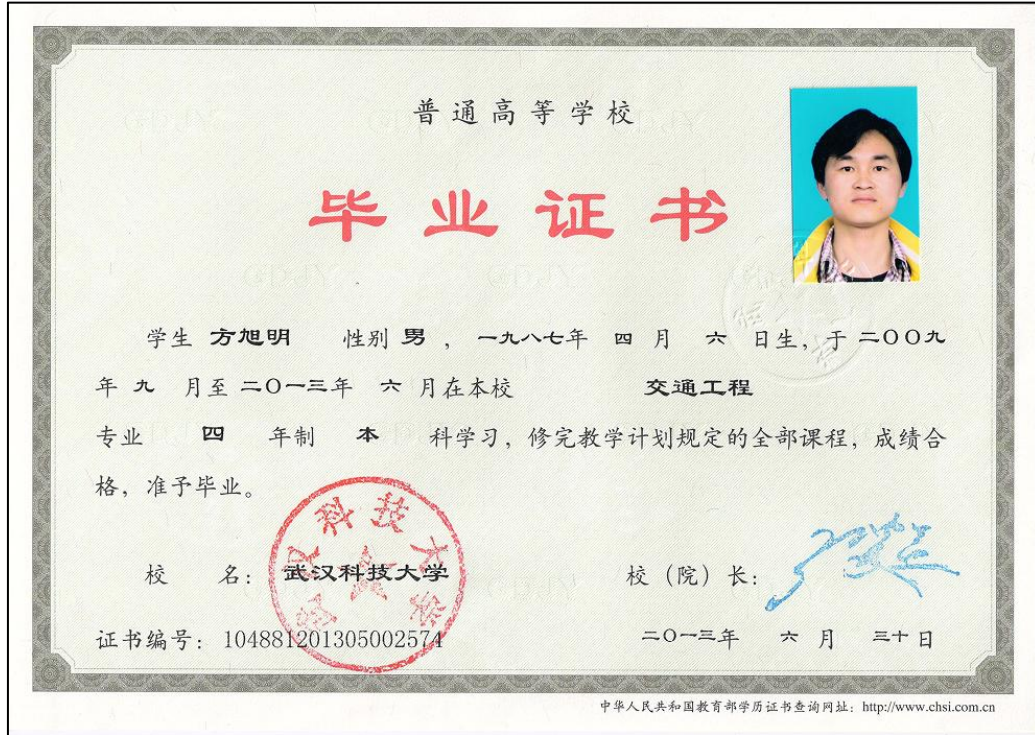 普通高等学校
毕业证书
学生 方旭明 性别 男 ， 一九八七年 四 月 六 日生，于 二〇〇九
年 九 月至 二〇一三年 六 月在本校 交通工程
专业 四 年制 本 科学习，修完教学计划规定的全部课程，成绩合
格，准予毕业。
校 名： 武汉科技大学
校（院）长：
证书编号： 104881201305002574
二〇一三年 六 月 三十日
中华人民共和国教育部学历证书查询网址：http://www.chsi.com.cn